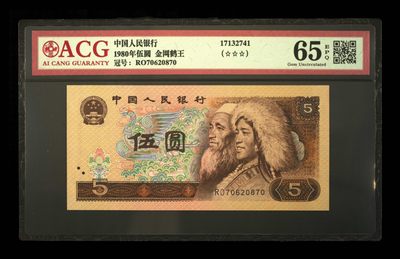 ACG
AI CANG GUARANTY
中国人民银行
1980年伍圆 金网鹤王
冠号：RO70620870
17132741
(☆☆☆)
65 EPQ
Gem Uncirculated
中国人民银行
5
伍圆
5
RO70620870
5